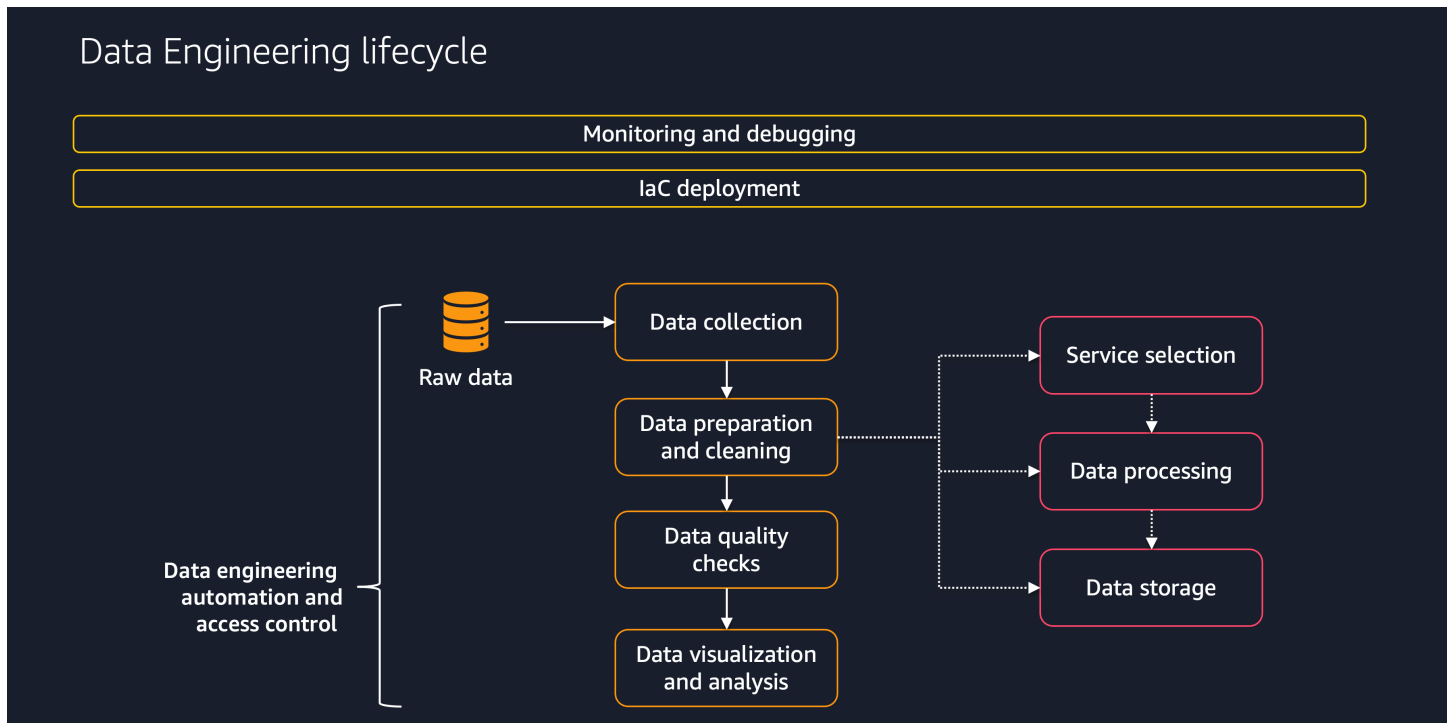 Data Engineering lifecycle
Monitoring and debugging
IaC deployment
Raw data
Data collection
Data preparation
and cleaning
Data quality
checks
Data visualization
and analysis
Service selection
Data processing
Data storage
Data engineering
automation and
access control